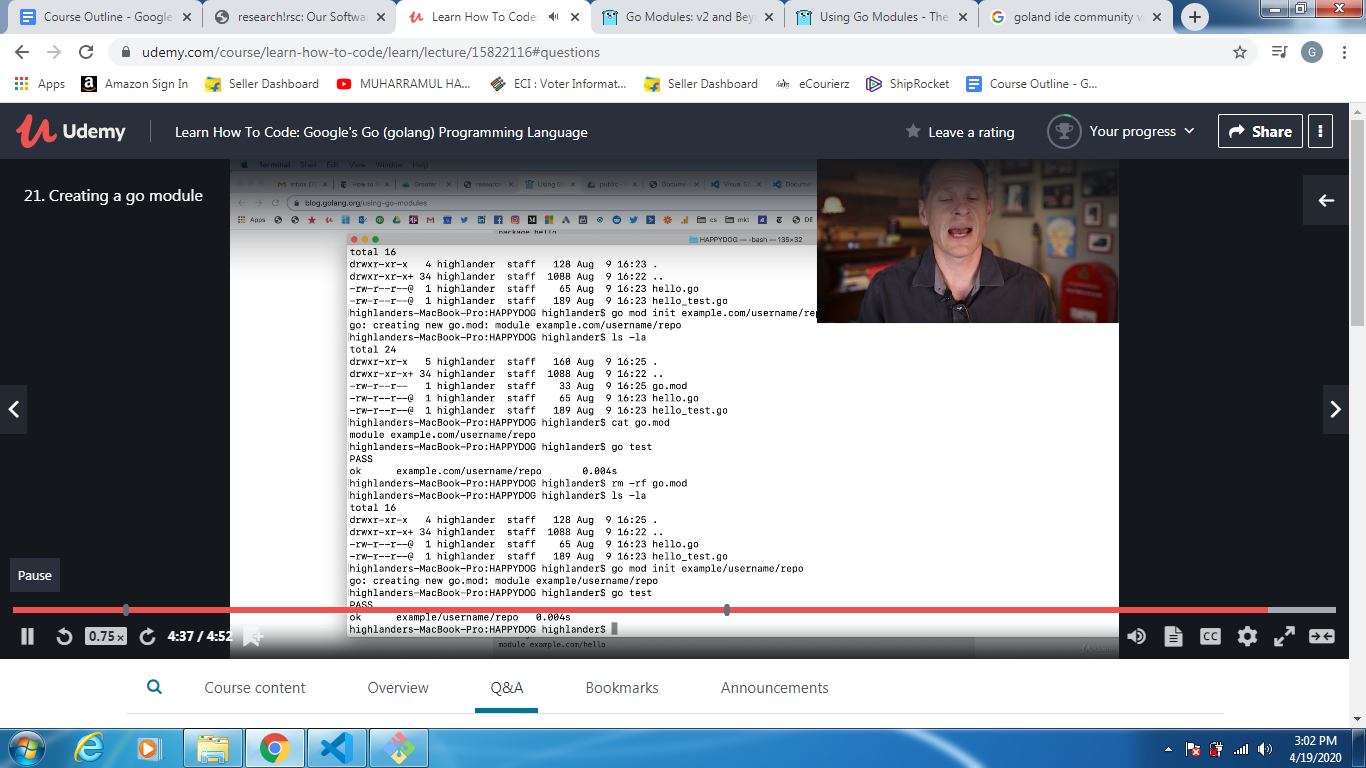 Course Outline - Google
research!rsc: Our Softwa
Learn How To Code:
Go Modules: v2 and Bey
Using Go Modules - The
goland ide community v
udemy.com/course/learn-how-to-code/learn/lecture/15822116#questions
G
Apps
Amazon Sign In
Seller Dashboard
MUHARRAMUL HA...
ECI : Voter Informat...
Seller Dashboard
eCourierz
ShipRocket
Course Outline - G...
Udemy
Learn How To Code: Google's Go (golang) Programming Language
Leave a rating
Your progress
Share
21. Creating a go module
Terminal Shell Edit View Window Help
blog.golang.org/using-go-modules
Apps
package hello
HAPPYDOG — -bash — 135×32
total 16
drwxr-xr-x 4 highlander staff 128 Aug 9 16:23 .
drwxr-xr-x+ 34 highlander staff 1088 Aug 9 16:22 ..
-rw-r--r--@ 1 highlander staff 65 Aug 9 16:23 hello.go
-rw-r--r--@ 1 highlander staff 189 Aug 9 16:23 hello_test.go
highlanders-MacBook-Pro:HAPPYDOG highlander$ go mod init example.com/username/rep
go: creating new go.mod: module example.com/username/repo
highlanders-MacBook-Pro:HAPPYDOG highlander$ ls -la
total 24
drwxr-xr-x 5 highlander staff 160 Aug 9 16:25 .
drwxr-xr-x+ 34 highlander staff 1088 Aug 9 16:22 ..
-rw-r--r-- 1 highlander staff 33 Aug 9 16:25 go.mod
-rw-r--r--@ 1 highlander staff 65 Aug 9 16:23 hello.go
-rw-r--r--@ 1 highlander staff 189 Aug 9 16:23 hello_test.go
highlanders-MacBook-Pro:HAPPYDOG highlander$ cat go.mod
module example.com/username/repo
highlanders-MacBook-Pro:HAPPYDOG highlander$ go test
PASS
ok example.com/username/repo 0.004s
highlanders-MacBook-Pro:HAPPYDOG highlander$ rm -rf go.mod
highlanders-MacBook-Pro:HAPPYDOG highlander$ ls -la
total 16
drwxr-xr-x 4 highlander staff 128 Aug 9 16:25 .
drwxr-xr-x+ 34 highlander staff 1088 Aug 9 16:22 ..
-rw-r--r--@ 1 highlander staff 65 Aug 9 16:23 hello.go
-rw-r--r--@ 1 highlander staff 189 Aug 9 16:23 hello_test.go
highlanders-MacBook-Pro:HAPPYDOG highlander$ go mod init example/username/repo
go: creating new go.mod: module example/username/repo
highlanders-MacBook-Pro:HAPPYDOG highlander$ go test
PASS
ok example/username/repo 0.004s
highlanders-MacBook-Pro:HAPPYDOG highlander$
module example.com/hello
Pause
0.75x
4:37 / 4:52
CC
Course content
Overview
Q&A
Bookmarks
Announcements
3:02 PM
4/19/2020